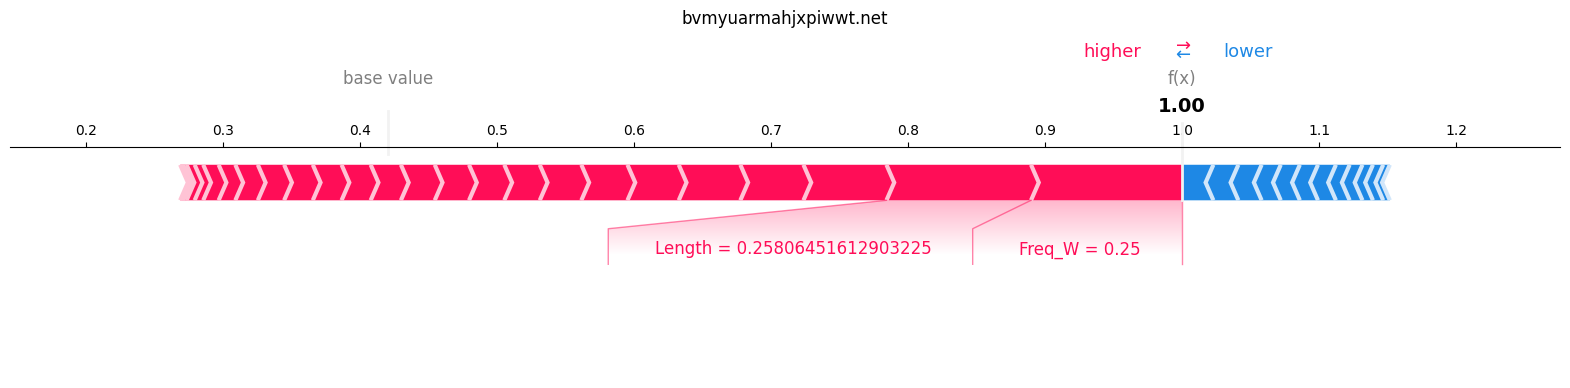 bvmyuarmahjxpiwwt.net
higher ⇄ lower
base value
f(x)
1.00
0.2 0.3 0.4 0.5 0.6 0.7 0.8 0.9 1.0 1.1 1.2
Length = 0.25806451612903225
Freq_W = 0.25